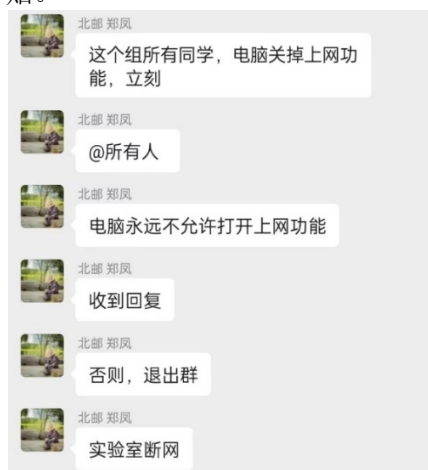 北邮 郑凤
这个组所有同学，电脑关掉上网功
能，立刻
北邮 郑凤
@所有人
北邮 郑凤
电脑永远不允许打开上网功能
北邮 郑凤
收到回复
北邮 郑凤
否则，退出群
北邮 郑凤
实验室断网